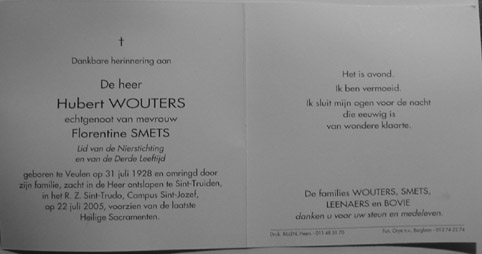 Dankbare herinnering aan
De heer
Hubert WOUTERS
echtgenoot van mevrouw
Florentine SMETS
Lid van de Nierstichting
en van de Derde Leeftijd
geboren te Veulen op 31 juli 1928 en omringd door
zijn familie, zacht in de Heer ontslapen te Sint-Truiden,
in het R. Z. Sint-Trudo, Campus Sint-Jozef,
op 22 juli 2005, voorzien van de laatste
Heilige Sacramenten.
Het is avond.
Ik ben vermoeid.
Ik sluit mijn ogen voor de nacht
die eeuwig is
van wondere klaarte.
De families WOUTERS, SMETS,
LEENAERS en BOVIE
danken u voor uw steun en medeleven.